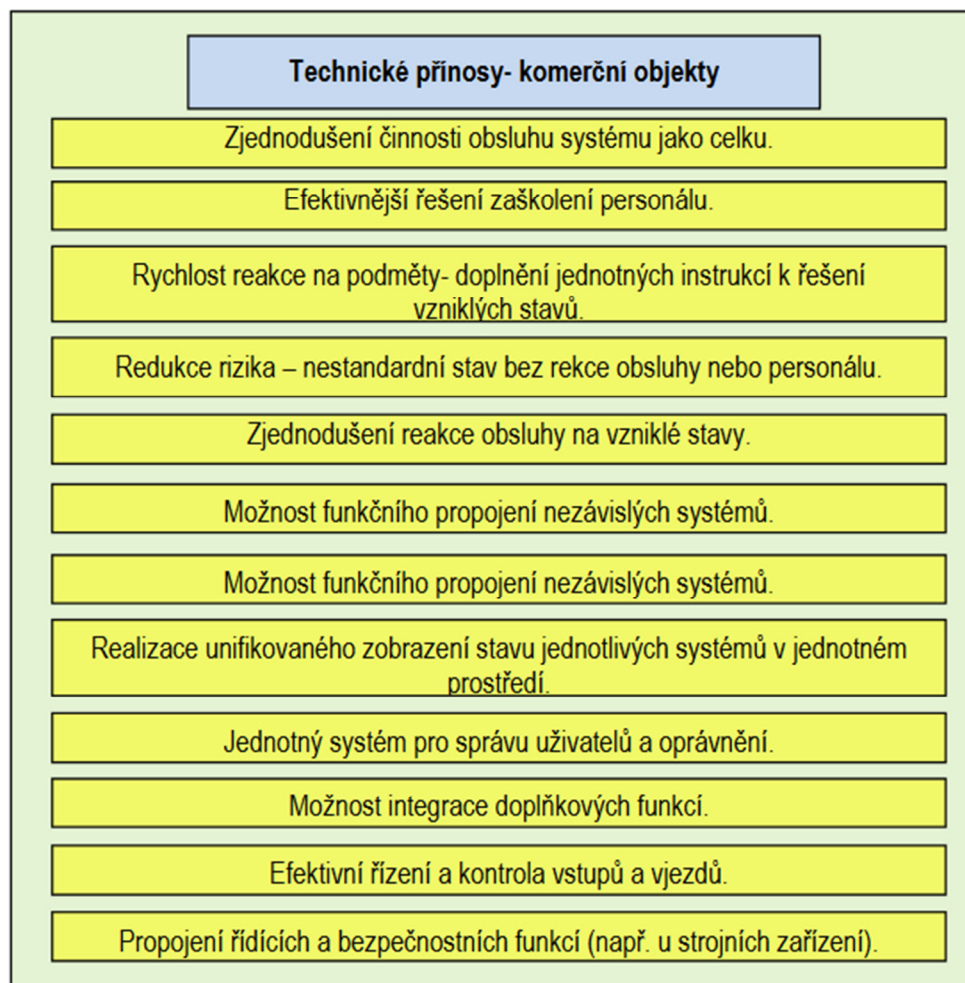 Technické přínosy- komerční objekty
Zjednodušení činnosti obsluhu systému jako celku.
Efektivnější řešení zaškolení personálu.
Rychlost reakce na podměty- doplnění jednotných instrukcí k řešení
vzniklých stavů.
Redukce rizika – nestandardní stav bez rekce obsluhy nebo personálu.
Zjednodušení reakce obsluhy na vzniklé stavy.
Možnost funkčního propojení nezávislých systémů.
Možnost funkčního propojení nezávislých systémů.
Realizace unifikovaného zobrazení stavu jednotlivých systémů v jednotném
prostředí.
Jednotný systém pro správu uživatelů a oprávnění.
Možnost integrace doplňkových funkcí.
Efektivní řízení a kontrola vstupů a vjezdů.
Propojení řídících a bezpečnostních funkcí (např. u strojních zařízení).